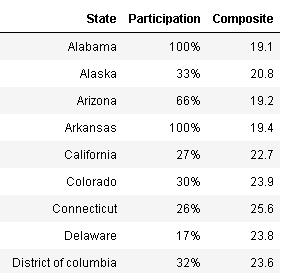 State Participation Composite
Alabama 100% 19.1
Alaska 33% 20.8
Arizona 66% 19.2
Arkansas 100% 19.4
California 27% 22.7
Colorado 30% 23.9
Connecticut 26% 25.6
Delaware 17% 23.8
District of columbia 32% 23.6